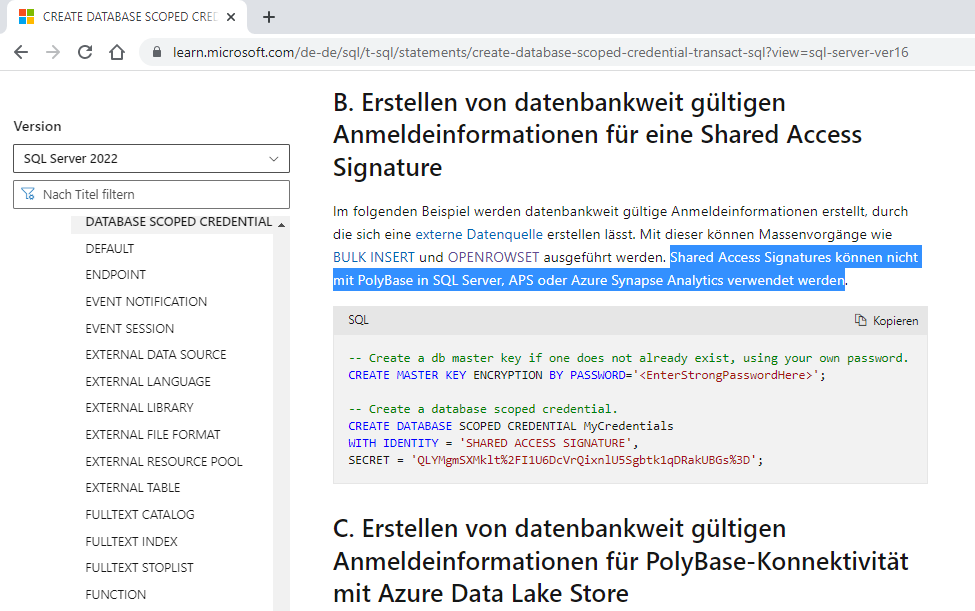 CREATE DATABASE SCOPED CRED
learn.microsoft.com/de-de/sql/t-sql/statements/create-database-scoped-credential-transact-sql?view=sql-server-ver16
Version
SQL Server 2022
Nach Titel filtern
DATABASE SCOPED CREDENTIAL
DEFAULT
ENDPOINT
EVENT NOTIFICATION
EVENT SESSION
EXTERNAL DATA SOURCE
EXTERNAL LANGUAGE
EXTERNAL LIBRARY
EXTERNAL FILE FORMAT
EXTERNAL RESOURCE POOL
EXTERNAL TABLE
FULLTEXT CATALOG
FULLTEXT INDEX
FULLTEXT STOPLIST
FUNCTION
B. Erstellen von datenbankweit gültigen
Anmeldeinformationen für eine Shared Access
Signature
Im folgenden Beispiel werden datenbankweit gültige Anmeldeinformationen erstellt, durch
die sich eine externe Datenquelle erstellen lässt. Mit dieser können Massenvorgänge wie
BULK INSERT und OPENROWSET ausgeführt werden. Shared Access Signatures können nicht
mit PolyBase in SQL Server, APS oder Azure Synapse Analytics verwendet werden.
SQL
Kopieren
-- Create a db master key if one does not already exist, using your own password.
CREATE MASTER KEY ENCRYPTION BY PASSWORD='<EnterStrongPasswordHere>';
-- Create a database scoped credential.
CREATE DATABASE SCOPED CREDENTIAL MyCredentials
WITH IDENTITY = 'SHARED ACCESS SIGNATURE',
SECRET = 'QLYMgmSXMklt%2FI1U6DcVrQixnlU5Sgbtk1qDRakUBGs%3D';
C. Erstellen von datenbankweit gültigen
Anmeldeinformationen für PolyBase-Konnektivität
mit Azure Data Lake Store